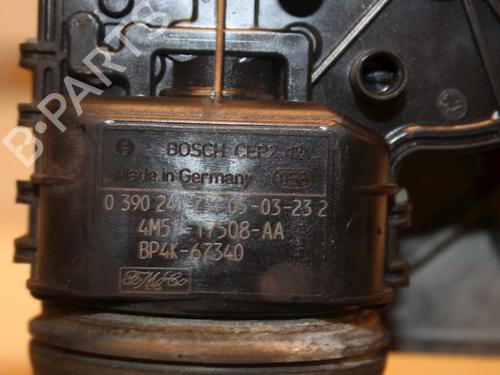 BOSCH CEP2 12V
Made in Germany
0 390 241 05-03-23 2
4M51-17508-AA
BP4K-67340
FoMoCo
B-PARTS